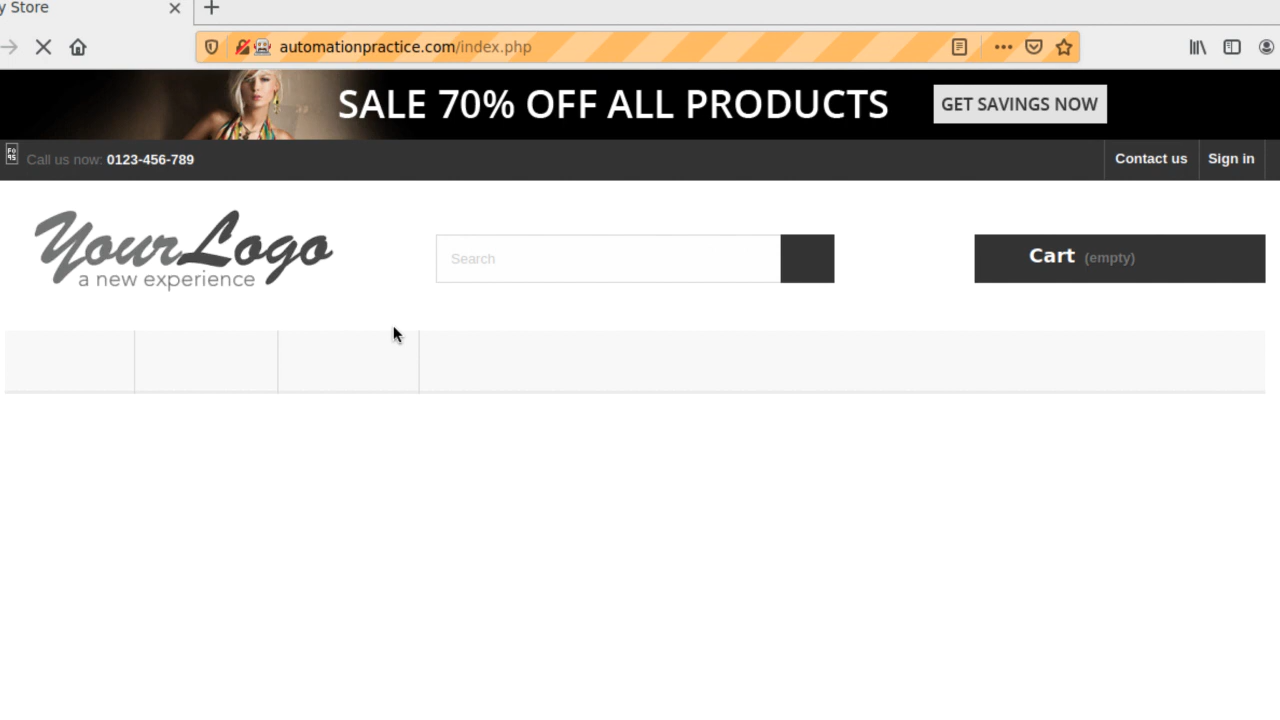 y Store
automationpractice.com/index.php
SALE 70% OFF ALL PRODUCTS
GET SAVINGS NOW
Call us now: 0123-456-789
Contact us
Sign in
YourLogo
a new experience
Search
Cart (empty)